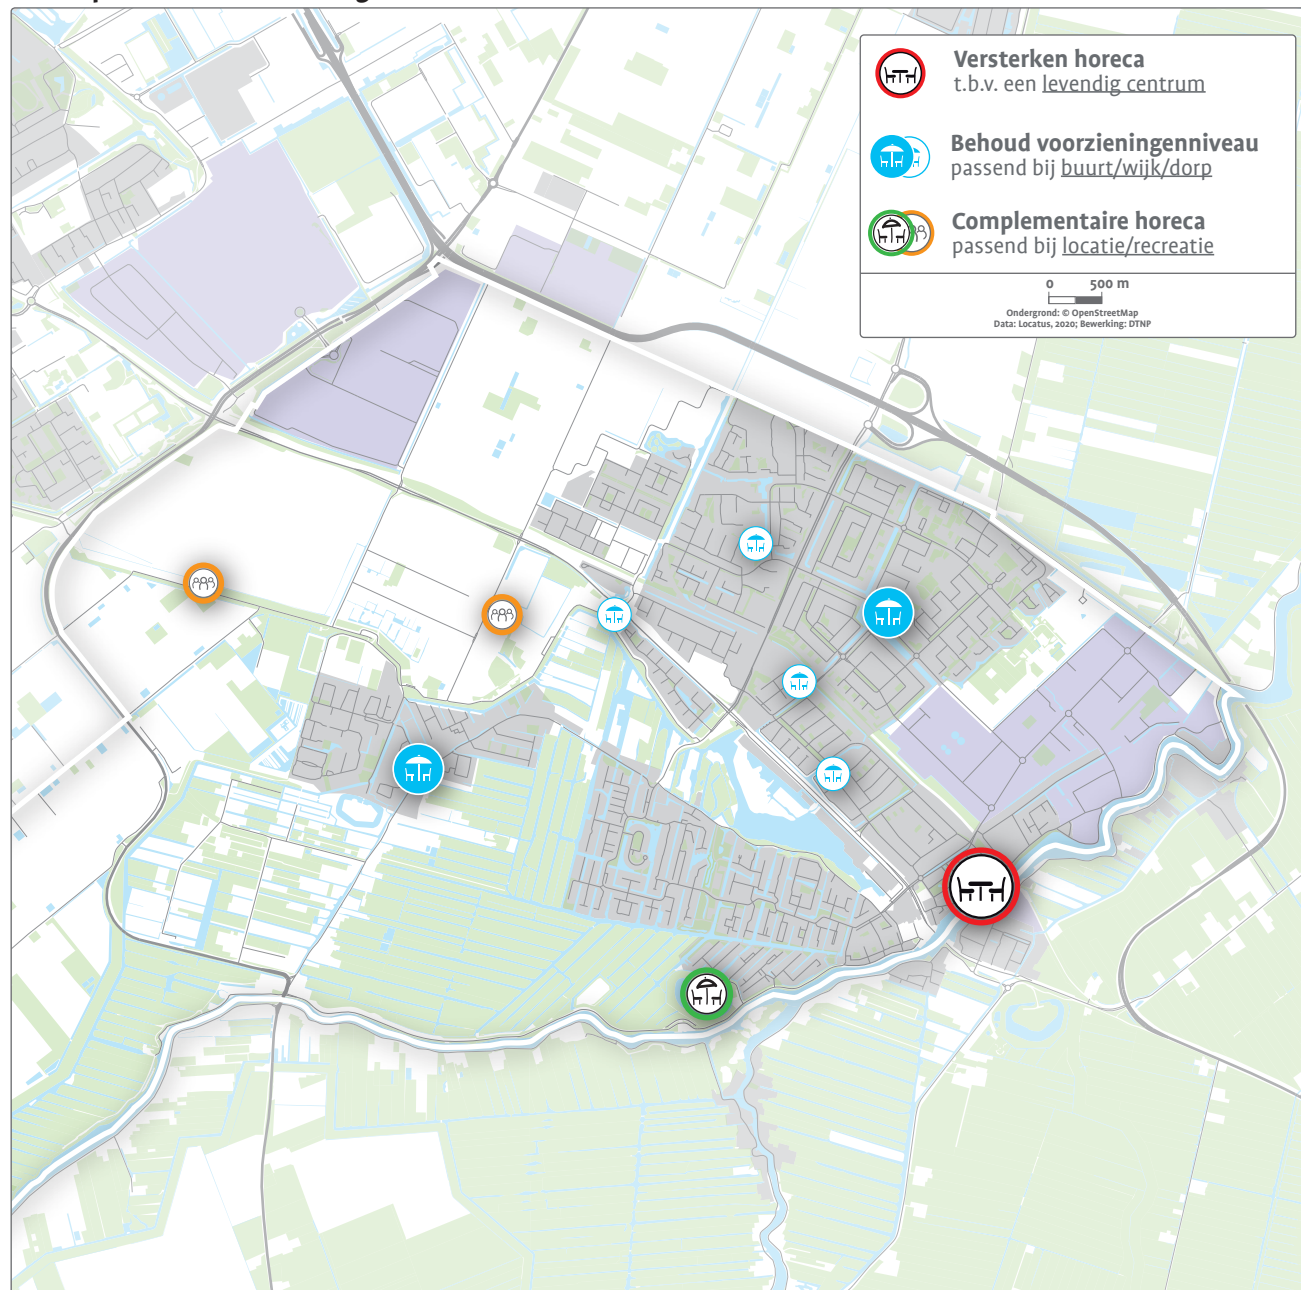 Versterken horeca
t.b.v. een levendig centrum
Behoud voorzieningenniveau
passend bij buurt/wijk/dorp
Complementaire horeca
passend bij locatie/recreatie
0 500 m
Ondergrond: © OpenStreetMap
Data: Locatus, 2020; Bewerking: DTNP